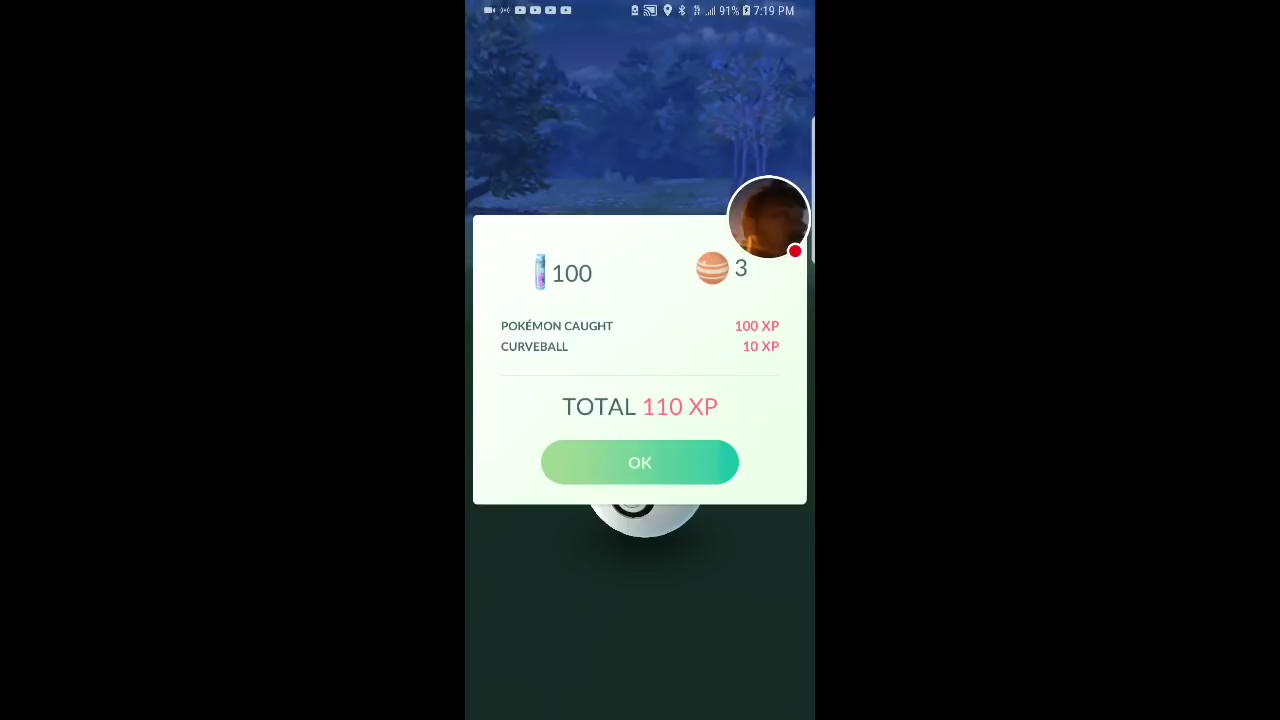 91% 7:19 PM
100
3
POKÉMON CAUGHT 100 XP
CURVEBALL 10 XP
TOTAL 110 XP
OK